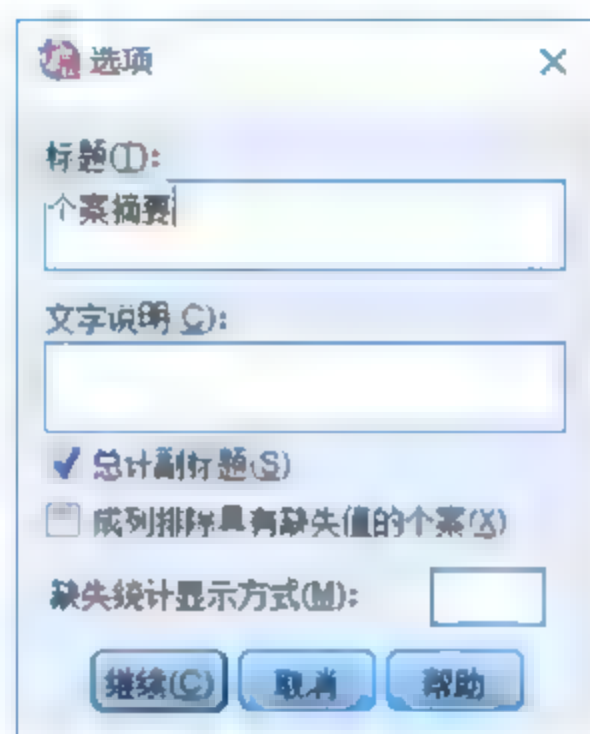 选项
标题(T):
个案摘要
文字说明(C):
总计副标题(S)
成列排除具有缺失值的个案(X)
缺失统计显示方式(M):
继续(C)
取消
帮助